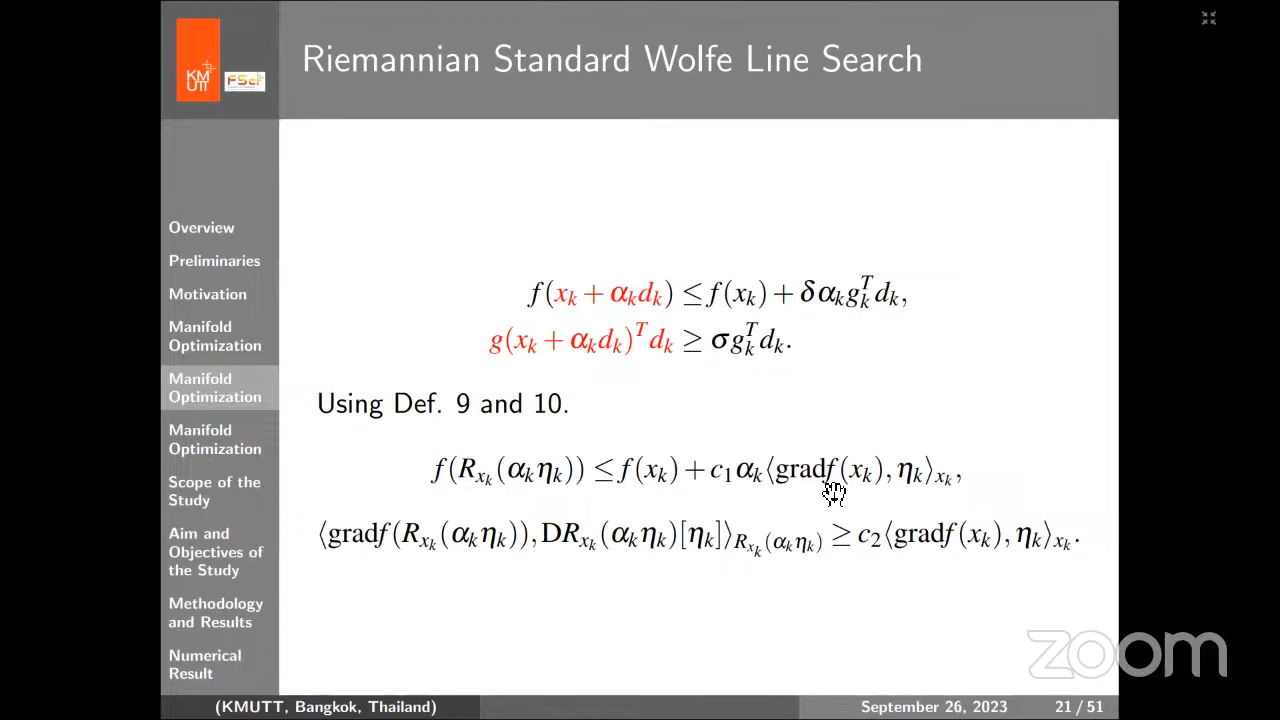 KM
UTT
FSci
Riemannian Standard Wolfe Line Search
Overview
Preliminaries
Motivation
Manifold
Optimization
Manifold
Optimization
Manifold
Optimization
Scope of the
Study
Aim and
Objectives of
the Study
Methodology
and Results
Numerical
Result
f(x_k + α_k d_k) ≤ f(x_k) + δα_k g_k^T d_k,
g(x_k + α_k d_k)^T d_k ≥ σg_k^T d_k.
Using Def. 9 and 10.
f(R_{x_k}(α_k η_k)) ≤ f(x_k) + c_1 α_k ⟨gradf(x_k), η_k⟩_{x_k},
⟨gradf(R_{x_k}(α_k η_k)), DR_{x_k}(α_k η_k)[η_k]⟩_{R_{x_k}(α_k η_k)} ≥ c_2 ⟨gradf(x_k), η_k⟩_{x_k}.
zoom
(KMUTT, Bangkok, Thailand) September 26, 2023 21 / 51